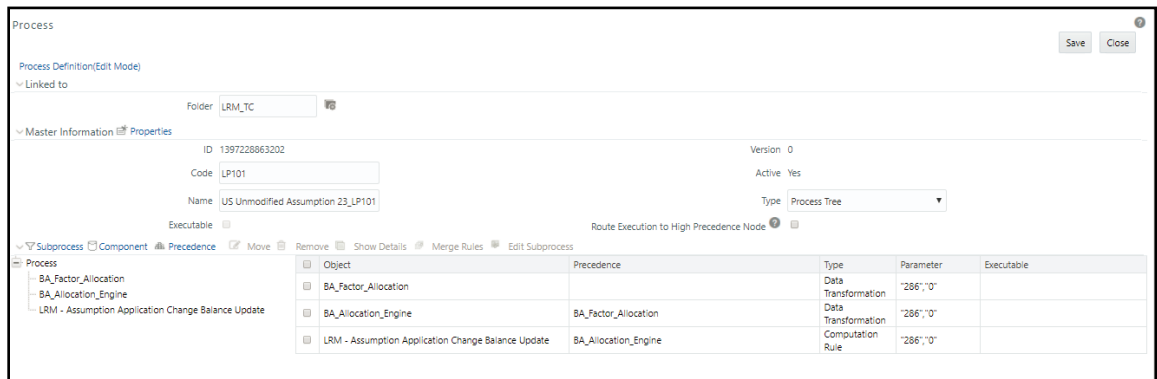 Process
?
Save Close
Process Definition(Edit Mode)
Linked to
Folder LRM_TC
Master Information Properties
ID 1397228863202 Version 0
Code LP101 Active Yes
Name US Unmodified Assumption 23_LP101 Type Process Tree
Executable Route Execution to High Precedence Node ?
Subprocess Component Precedence Move Remove Show Details Merge Rules Edit Subprocess
Process
BA_Factor_Allocation
BA_Allocation_Engine
LRM - Assumption Application Change Balance Update
Object Precedence Type Parameter Executable
BA_Factor_Allocation Data Transformation "286","0"
BA_Allocation_Engine BA_Factor_Allocation Data Transformation "286","0"
LRM - Assumption Application Change Balance Update BA_Allocation_Engine Computation Rule "286","0"